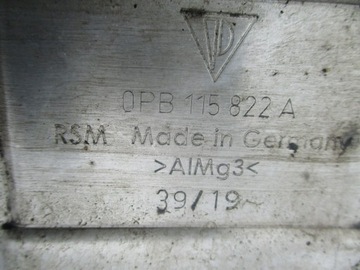 0PB 115 822 A
RSM Made in Germany
>AlMg3<
39/19